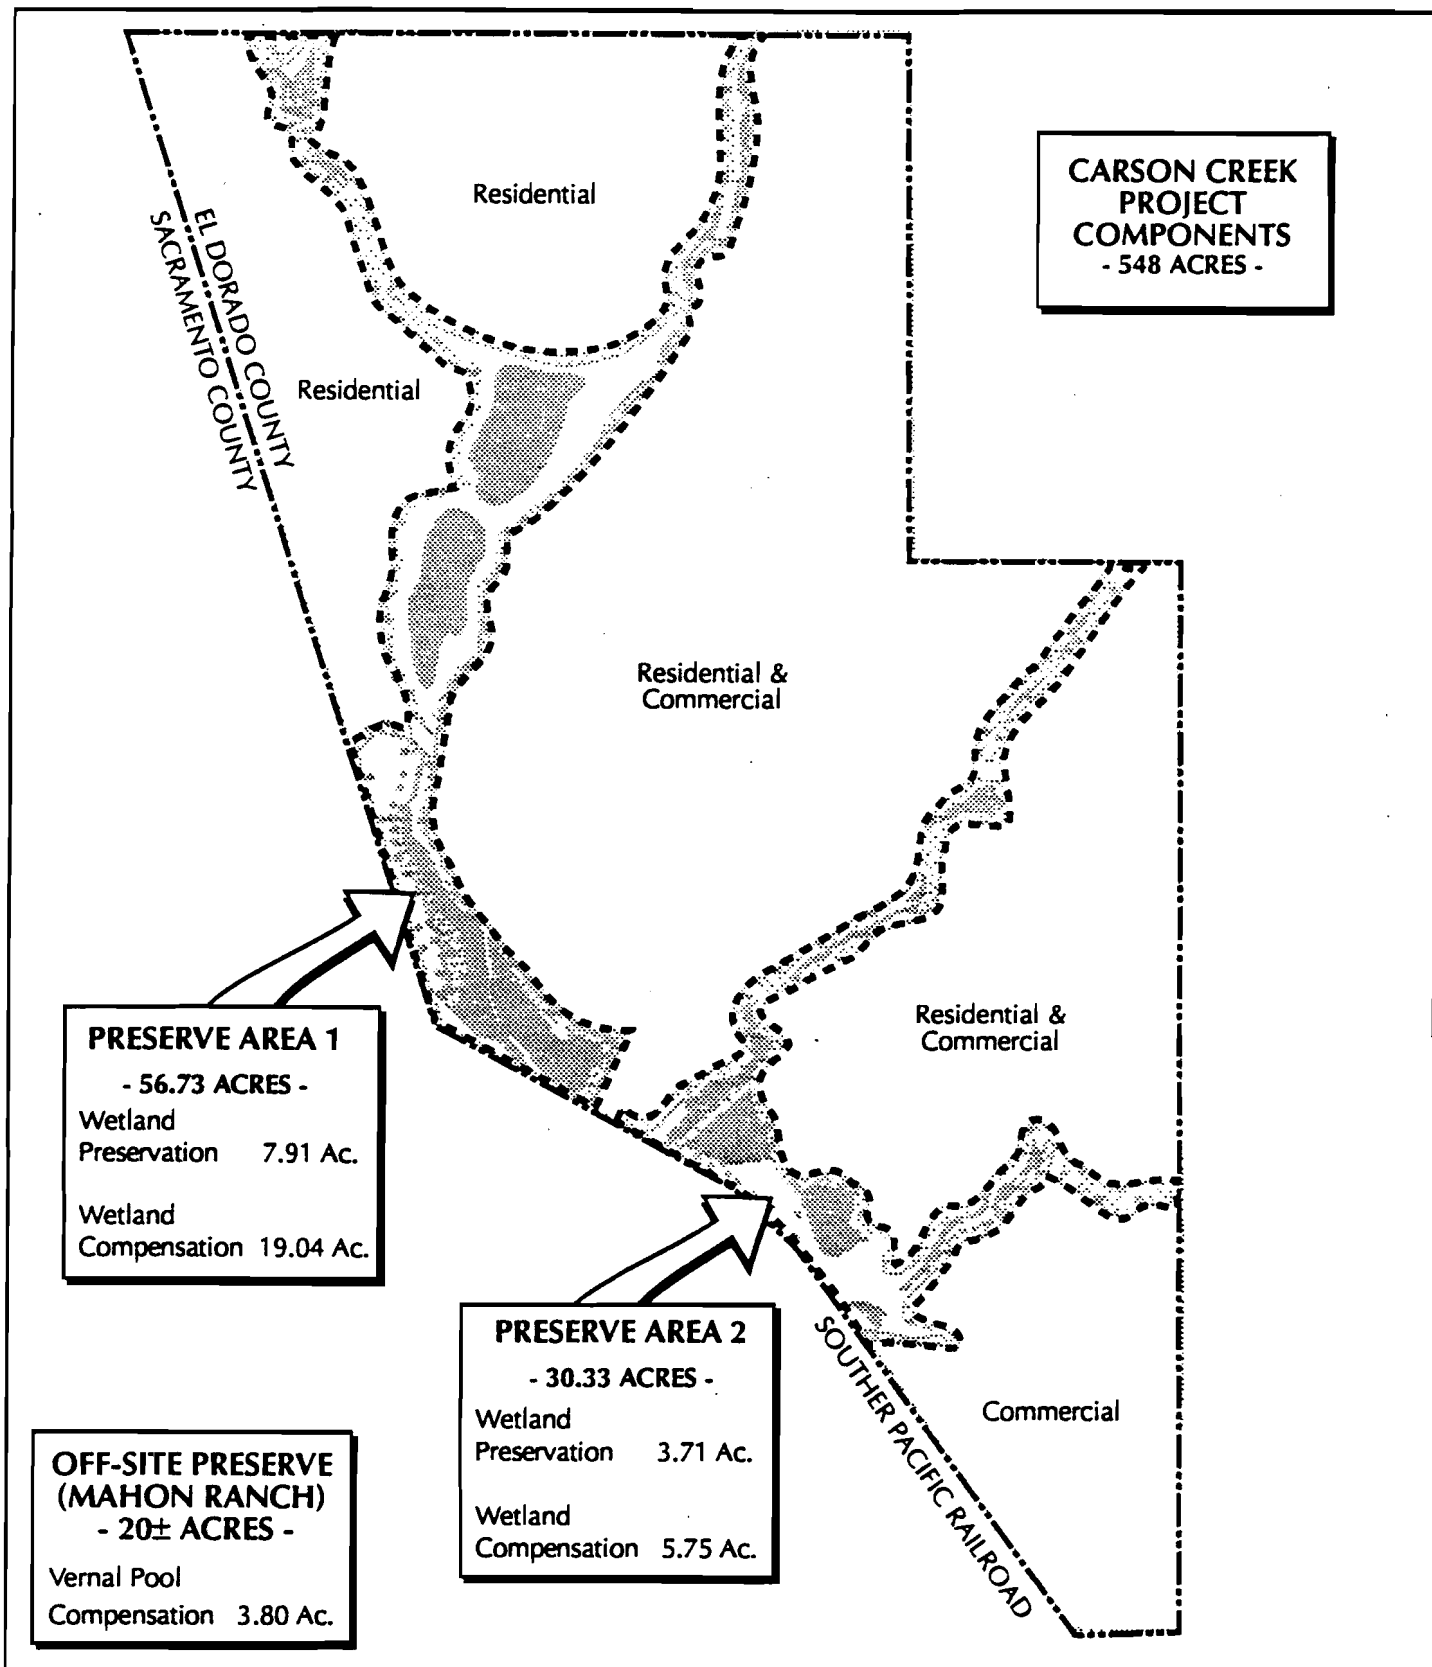 CARSON CREEK
PROJECT
COMPONENTS
- 548 ACRES -
Residential
EL DORADO COUNTY
SACRAMENTO COUNTY
Residential
Residential &
Commercial
Residential &
Commercial
PRESERVE AREA 1
- 56.73 ACRES -
Wetland
Preservation 7.91 Ac.
Wetland
Compensation 19.04 Ac.
PRESERVE AREA 2
- 30.33 ACRES -
Wetland
Preservation 3.71 Ac.
Wetland
Compensation 5.75 Ac.
SOUTHER PACIFIC RAILROAD
Commercial
OFF-SITE PRESERVE
(MAHON RANCH)
- 20± ACRES -
Vernal Pool
Compensation 3.80 Ac.